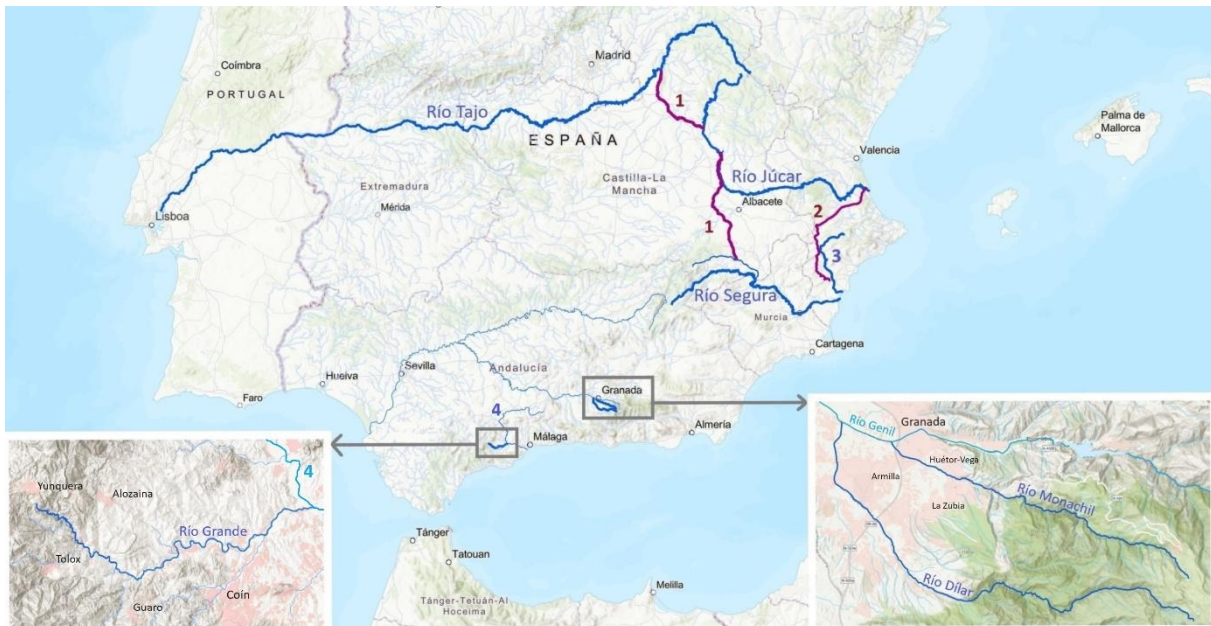 Coímbra
PORTUGAL
Madrid
1
Río Tajo
ESPAÑA
Palma de
Mallorca
Valencia
Castilla-La
Mancha
Río Júcar
Extremadura
Mérida
Albacete
2
Lisboa
1
3
Río Segura
Murcia
Cartagena
Andalucía
Sevilla
Huelva
Granada
Faro
4
Málaga
Almería
Tánger
Tatouan
Melilla
Tánger-Tetuán-Al
Hoceima
4
Yunquera
Alozaina
Río Grande
Tolox
Guaro
Coín
Granada
Río Genil
Huétor-Vega
Armilla
Río Monachil
La Zubia
Río Dílar